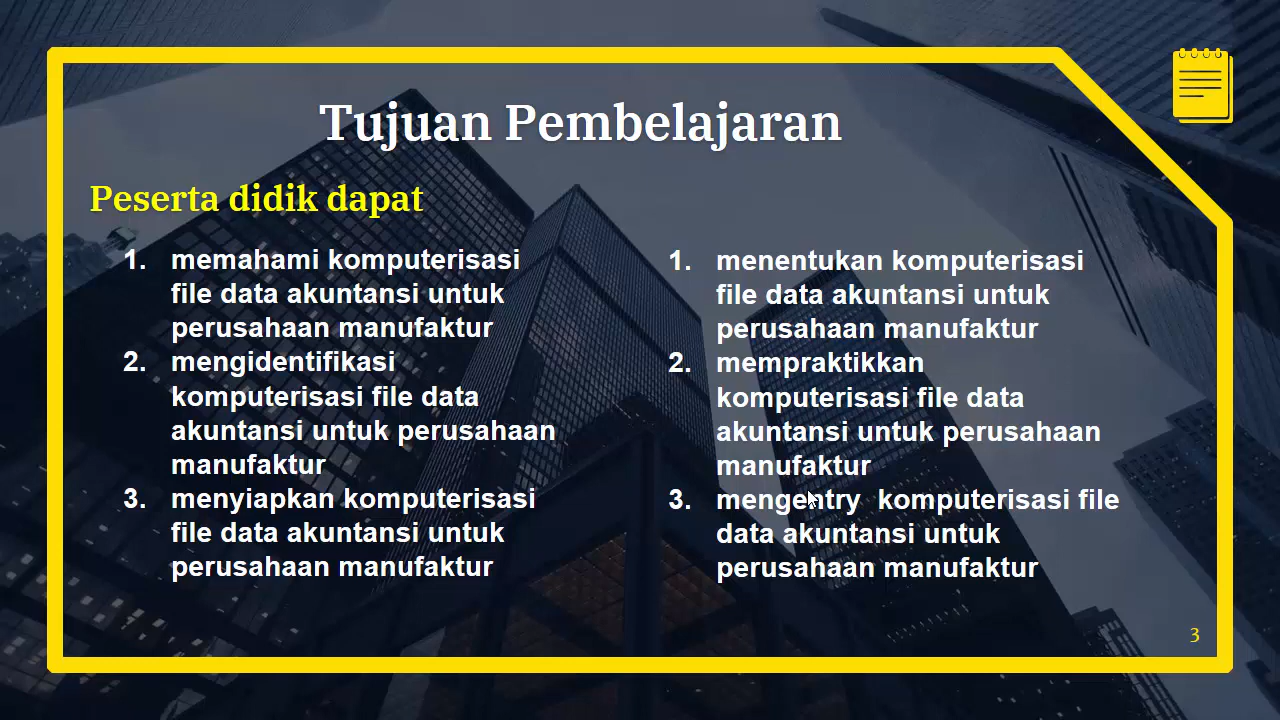 Tujuan Pembelajaran
Peserta didik dapat
1. memahami komputerisasi
file data akuntansi untuk
perusahaan manufaktur
2. mengidentifikasi
komputerisasi file data
akuntansi untuk perusahaan
manufaktur
3. menyiapkan komputerisasi
file data akuntansi untuk
perusahaan manufaktur
1. menentukan komputerisasi
file data akuntansi untuk
perusahaan manufaktur
2. mempraktikkan
komputerisasi file data
akuntansi untuk perusahaan
manufaktur
3. mengentry  komputerisasi file
data akuntansi untuk
perusahaan manufaktur
3